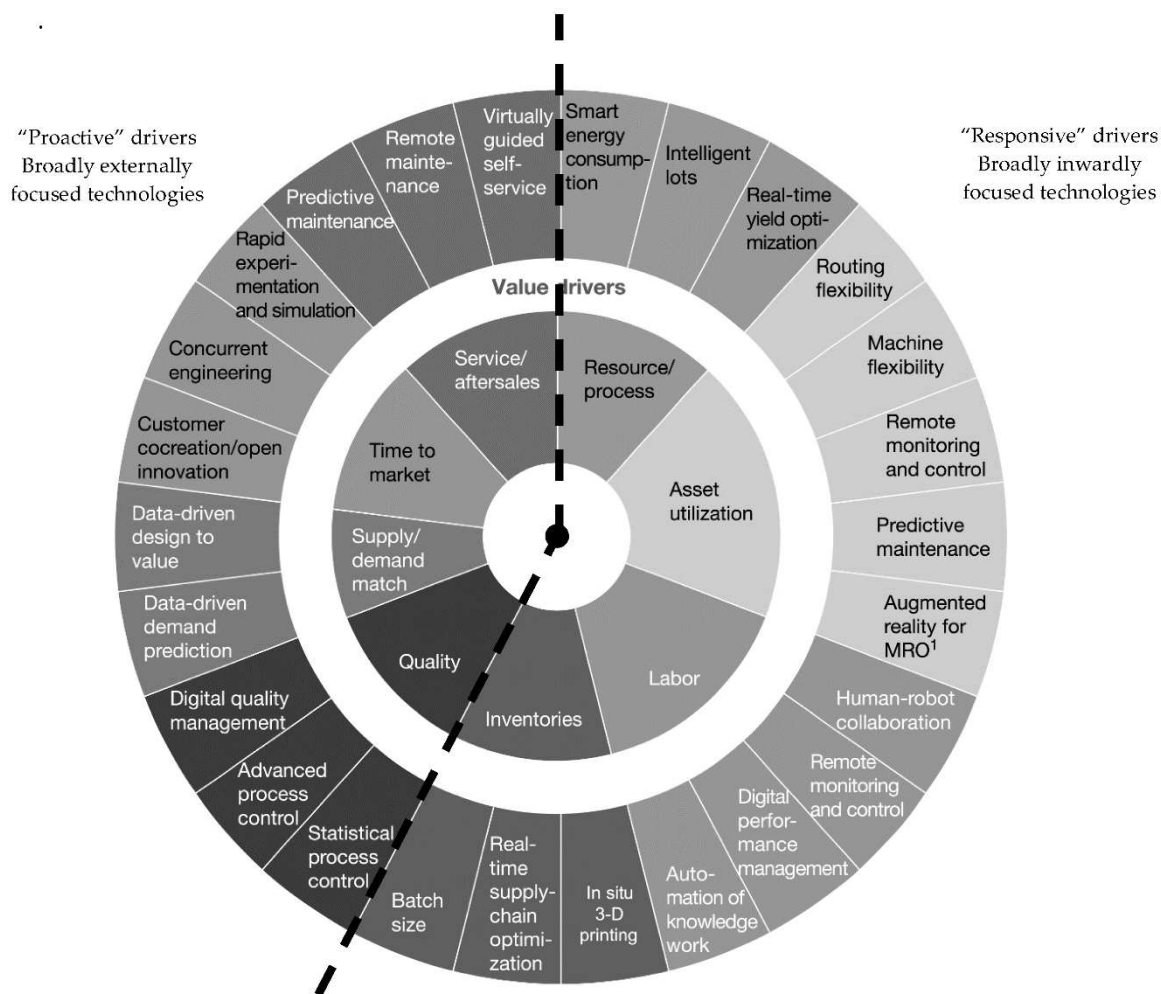 “Proactive” drivers
Broadly externally
focused technologies
“Responsive” drivers
Broadly inwardly
focused technologies
Smart
energy
consump-
tion
Intelligent
lots
Real-time
yield opti-
mization
Routing
flexibility
Machine
flexibility
Remote
monitoring
and control
Predictive
maintenance
Augmented
reality for
MRO¹
Human-robot
collaboration
Remote
monitoring
and control
Digital
perfor-
mance
management
Auto-
mation of
knowledge
work
In situ
3-D
printing
Real-
time
supply-
chain
optimi-
zation
Batch
size
Statistical
process
control
Advanced
process
control
Digital quality
management
Data-driven
demand
prediction
Data-driven
design to
value
Customer
cocreation/open
innovation
Concurrent
engineering
Rapid
experi-
mentation
and simulation
Predictive
maintenance
Remote
mainte-
nance
Virtually
guided
self-
service
Value drivers
Resource/
process
Asset
utilization
Labor
Inventories
Quality
Supply/
demand
match
Time to
market
Service/
aftersales